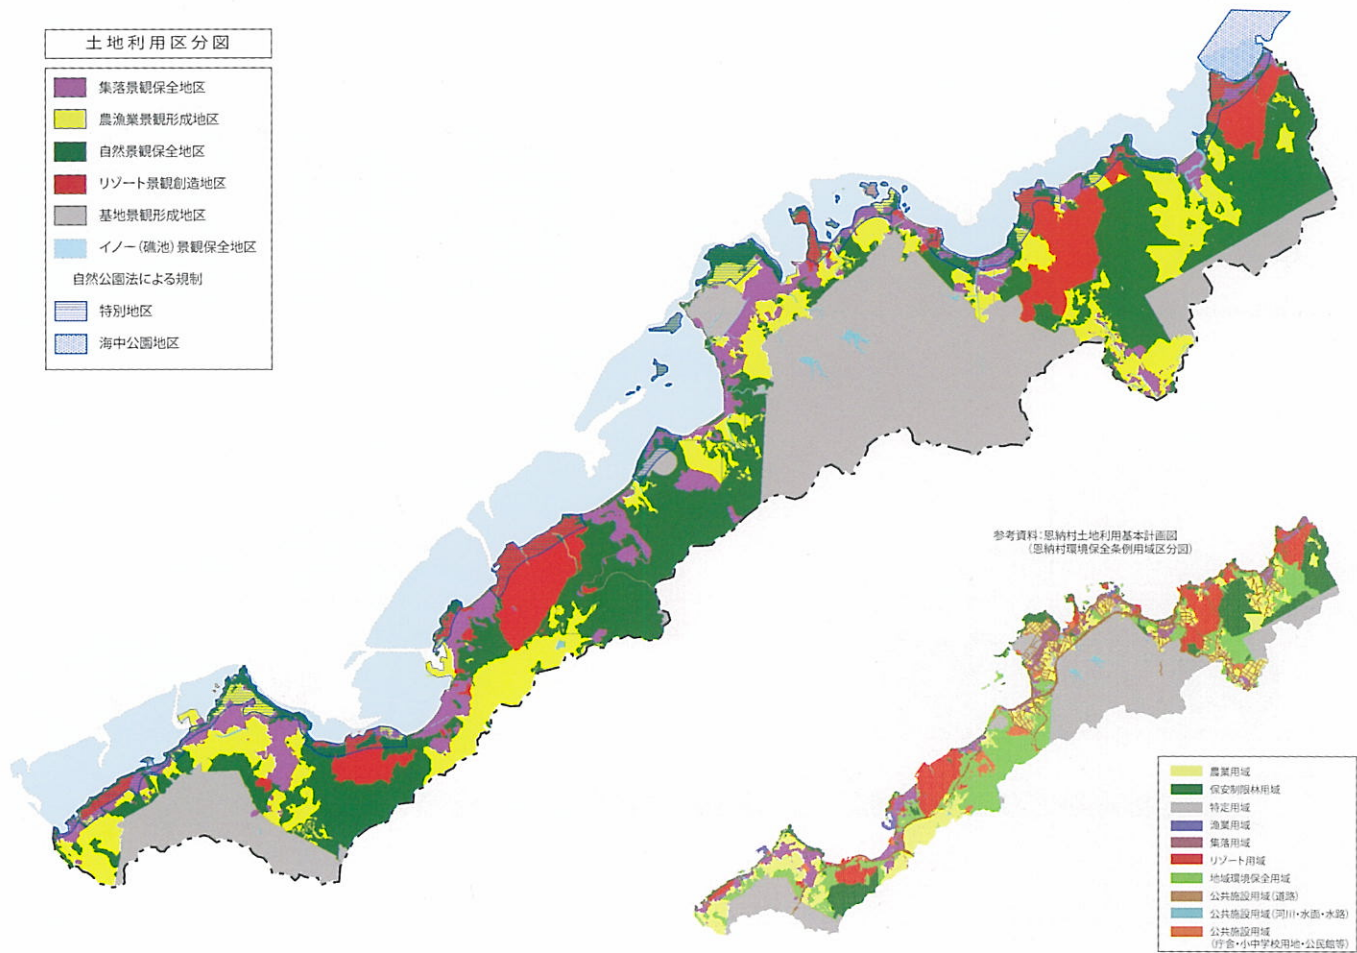 土地利用区分図
集落景観保全地区
農漁業景観形成地区
自然景観保全地区
リゾート景観創造地区
基地景観形成地区
イノー(礁池)景観保全地区
自然公園法による規制
特別地区
海中公園地区
参考資料:恩納村土地利用基本計画図
(恩納村環境保全条例用域区分図)
農業用域
保安制限林用域
特定用域
漁業用域
集落用域
リゾート用域
地域環境保全用域
公共施設用域(道路)
公共施設用域(河川・水面・水路)
公共施設用域
(庁舎・小中学校用地・公民館等)